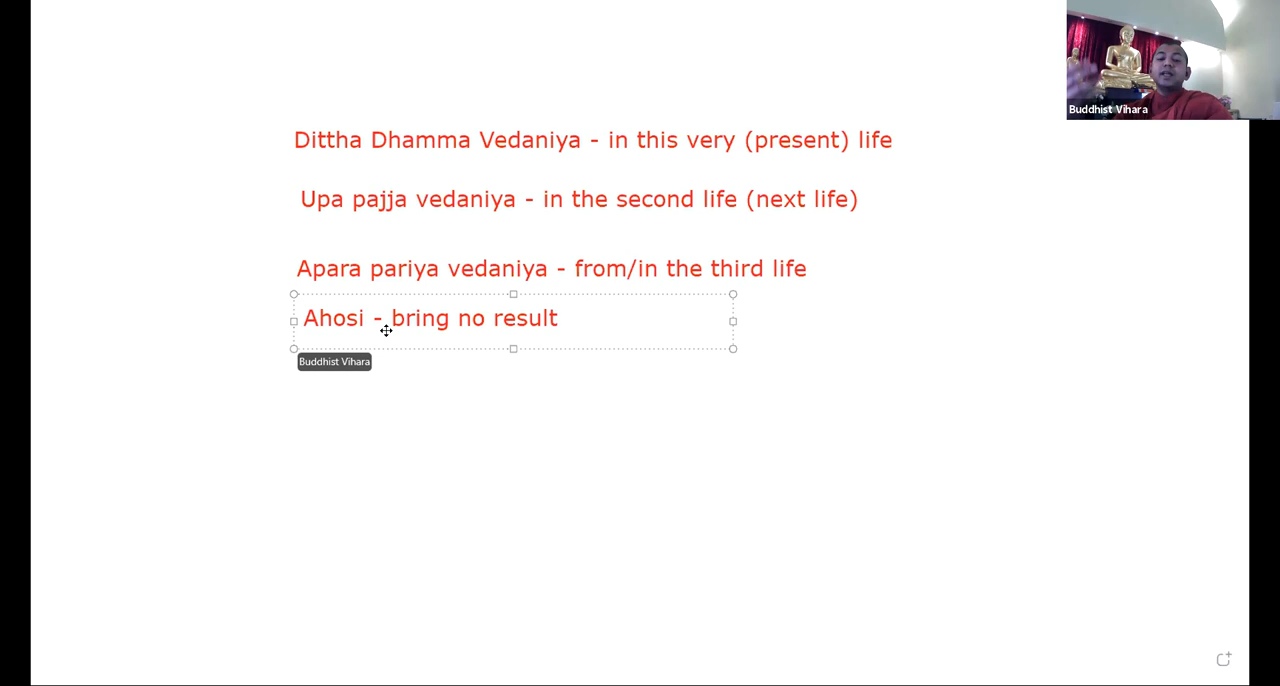 Buddhist Vihara
Dittha Dhamma Vedaniya - in this very (present) life
Upa pajja vedaniya - in the second life (next life)
Apara pariya vedaniya - from/in the third life
Ahosi - bring no result
Buddhist Vihara